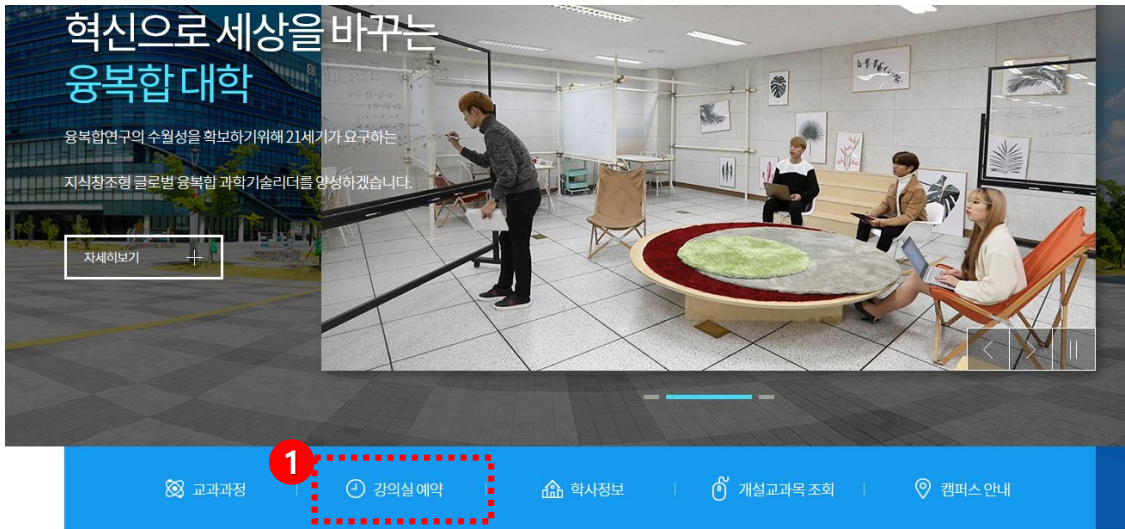 혁신으로 세상을 바꾸는
융복합 대학
융복합연구의 수월성을 확보하기위해 21세기가 요구하는
지식창조형 글로벌 융복합 과학기술리더를 양성하겠습니다.
자세히보기
1
교과과정
강의실 예약
학사정보
개설교과목 조회
캠퍼스 안내